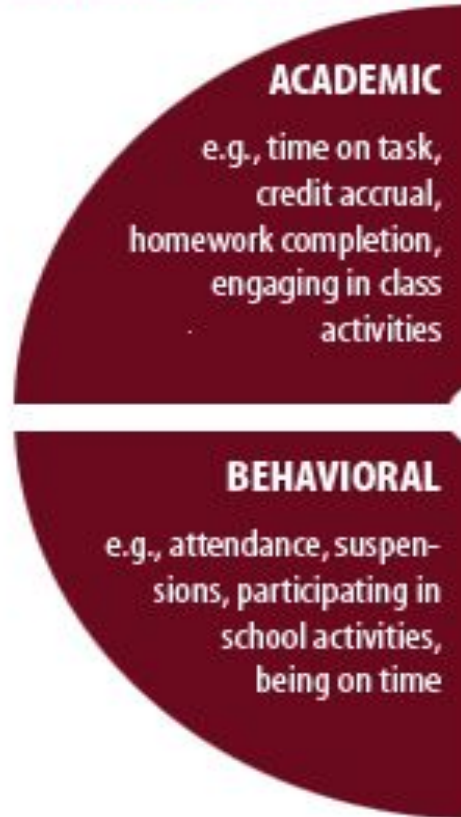 ACADEMIC
e.g., time on task,
credit accrual,
homework completion,
engaging in class
activities
BEHAVIORAL
e.g., attendance, suspen-
sions, participating in
school activities,
being on time